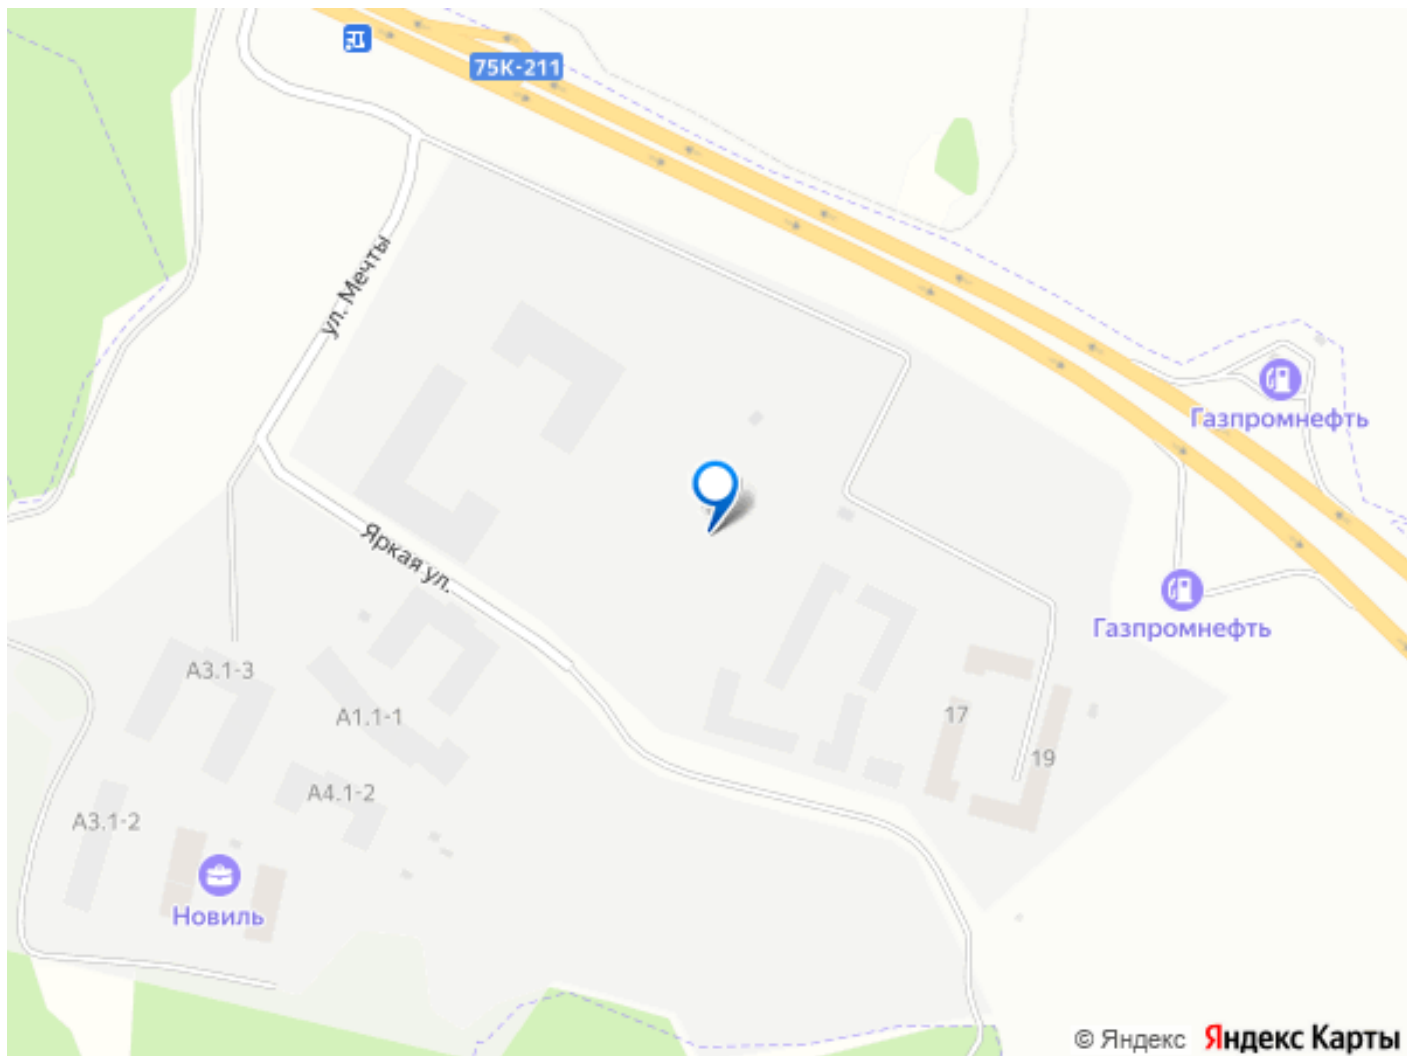 75К-211
ул. Мечты
Газпромнефть
Яркая ул.
Газпромнефть
А3.1-3
А1.1-1
17
19
А4.1-2
А3.1-2
Новиль
© Яндекс Яндекс Карты